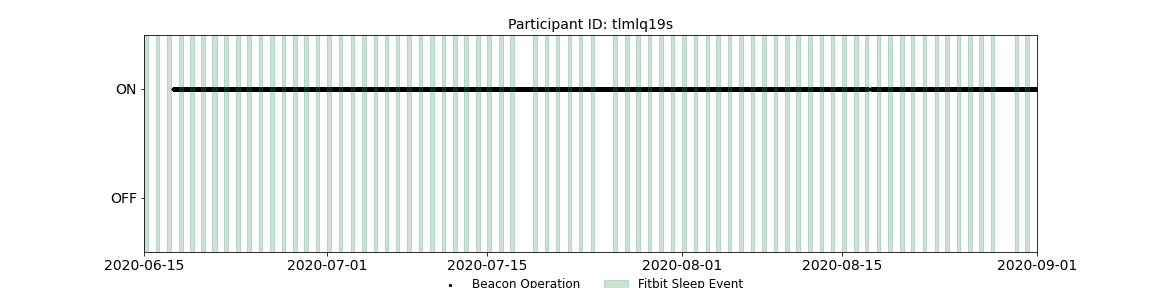 Participant ID: tlmlq19s
ON
OFF
2020-06-15 2020-07-01 2020-07-15 2020-08-01 2020-08-15 2020-09-01
Beacon Operation Fitbit Sleep Event